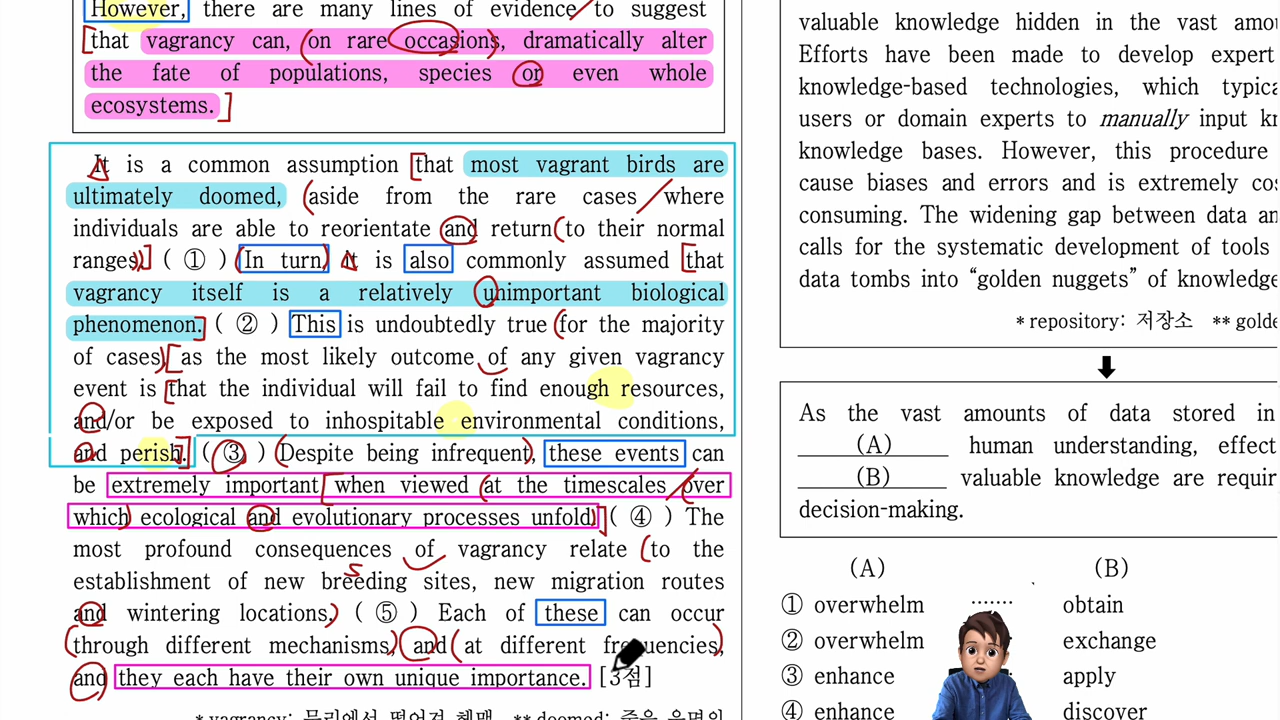 However, there are many lines of evidence to suggest
that vagrancy can, on rare occasions, dramatically alter
the fate of populations, species or even whole
ecosystems.
It is a common assumption that most vagrant birds are
ultimately doomed, aside from the rare cases where
individuals are able to reorientate and return to their normal
ranges. ( ① ) In turn, it is also commonly assumed that
vagrancy itself is a relatively unimportant biological
phenomenon. ( ② ) This is undoubtedly true for the majority
of cases, as the most likely outcome of any given vagrancy
event is that the individual will fail to find enough resources,
and/or be exposed to inhospitable environmental conditions,
and perish. ( ③ ) Despite being infrequent, these events can
be extremely important when viewed at the timescales over
which ecological and evolutionary processes unfold. ( ④ ) The
most profound consequences of vagrancy relate to the
establishment of new breeding sites, new migration routes
and wintering locations. ( ⑤ ) Each of these can occur
through different mechanisms, and at different frequencies,
and they each have their own unique importance. [3점]
valuable knowledge hidden in the vast
Efforts have been made to develop expert
knowledge-based technologies, which
users or domain experts to manually input
knowledge bases. However, this procedure
cause biases and errors and is extremely
consuming. The widening gap between data
calls for the systematic development of tools
data tombs into “golden nuggets” of knowledge
* repository: 저장소 **
As the vast amounts of data stored in
(A) human understanding,
(B) valuable knowledge are
decision-making.
(A) (B)
① overwhelm ······· obtain
② overwhelm exchange
③ enhance apply
④ enhance discover